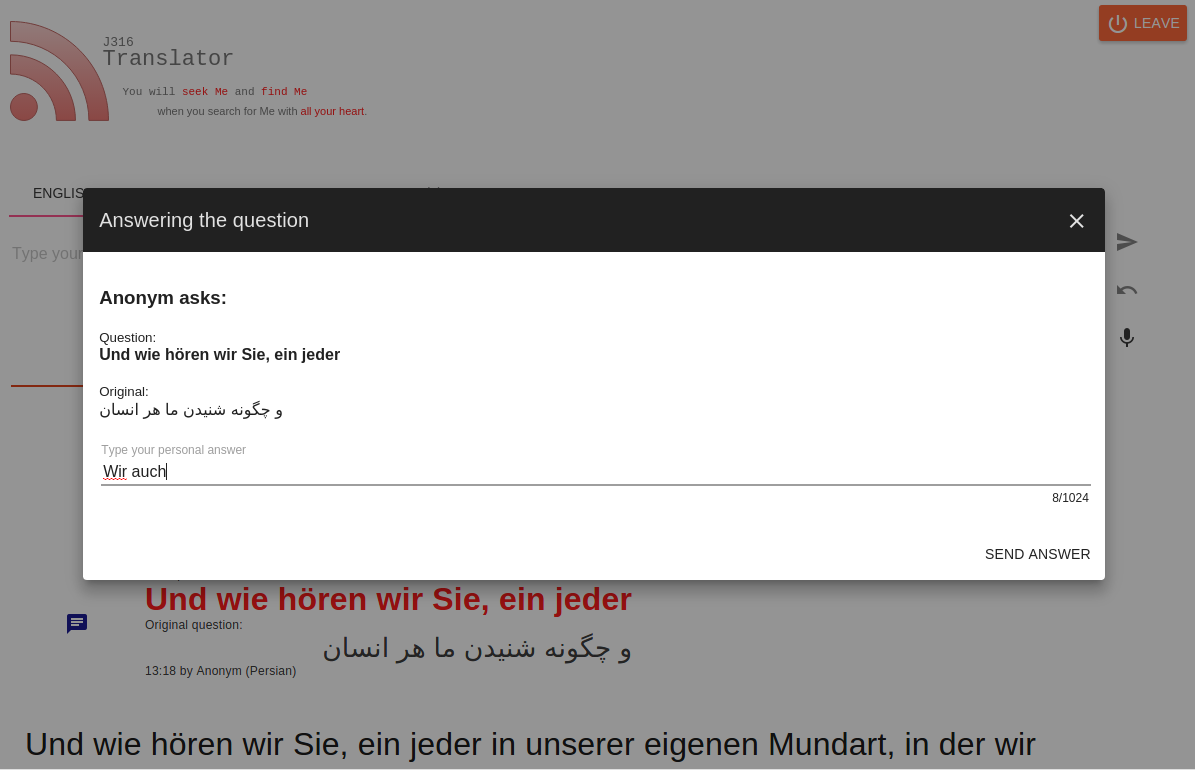 LEAVE
J316
Translator
You will seek Me and find Me
when you search for Me with all your heart.
ENGLIS
Type your
Answering the question
Anonym asks:
Question:
Und wie hören wir Sie, ein jeder
Original:
و چگونه شنیدن ما هر انسان
Type your personal answer
Wir auch
8/1024
SEND ANSWER
Und wie hören wir Sie, ein jeder
Original question:
و چگونه شنیدن ما هر انسان
13:18 by Anonym (Persian)
Und wie hören wir Sie, ein jeder in unserer eigenen Mundart, in der wir